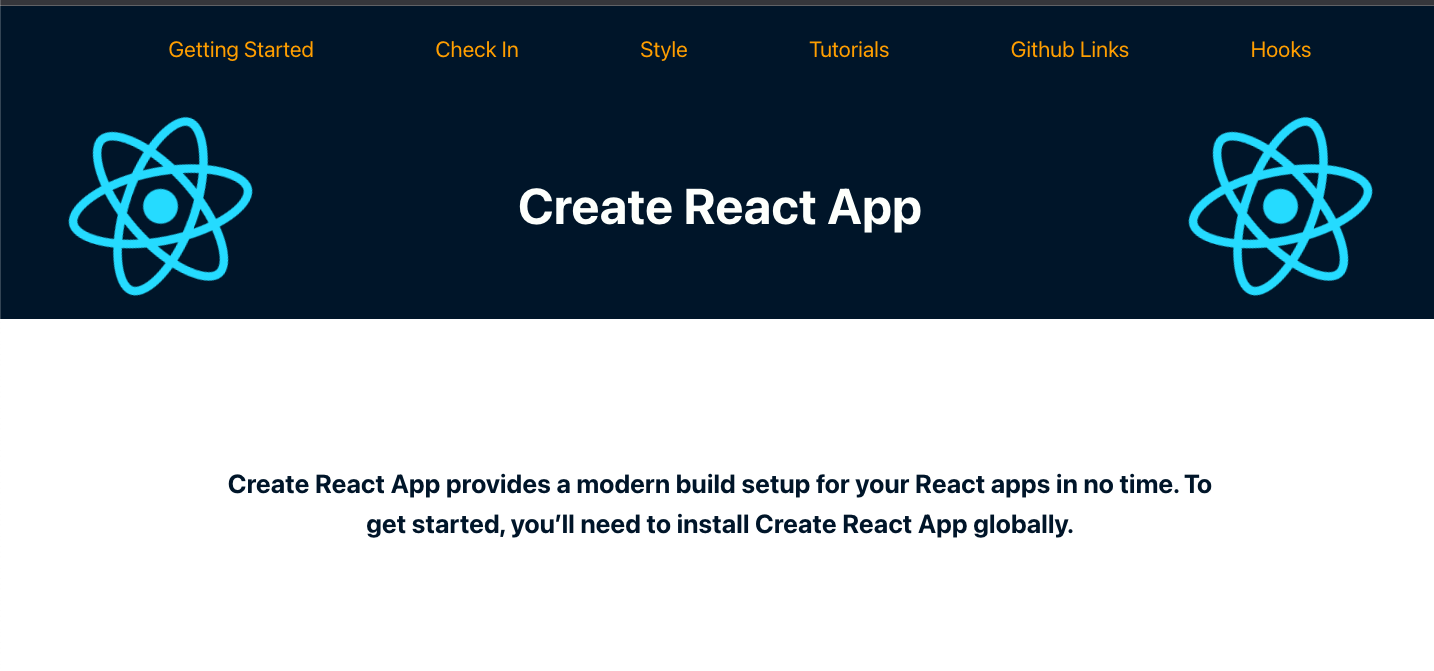 Getting Started Check In Style Tutorials Github Links Hooks
Create React App
Create React App provides a modern build setup for your React apps in no time. To
get started, you’ll need to install Create React App globally.